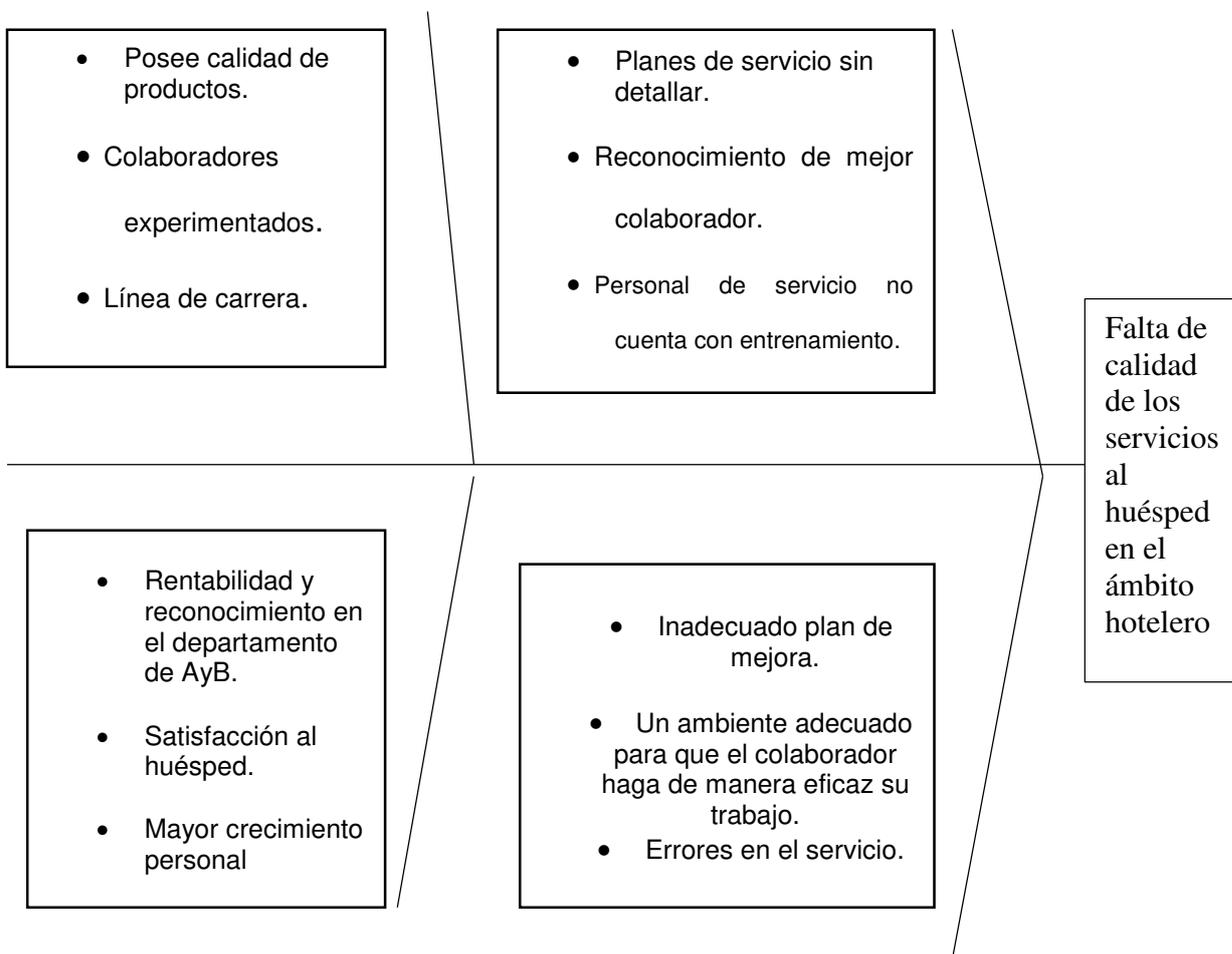 • Posee calidad de
productos.
• Colaboradores
experimentados.
• Línea de carrera.
• Planes de servicio sin
detallar.
• Reconocimiento de mejor
colaborador.
• Personal de servicio no
cuenta con entrenamiento.
Falta de
calidad
de los
servicios
al
huésped
en el
ámbito
hotelero
• Rentabilidad y
reconocimiento en
el departamento
de AyB.
• Satisfacción al
huésped.
• Mayor crecimiento
personal
• Inadecuado plan de
mejora.
• Un ambiente adecuado
para que el colaborador
haga de manera eficaz su
trabajo.
• Errores en el servicio.